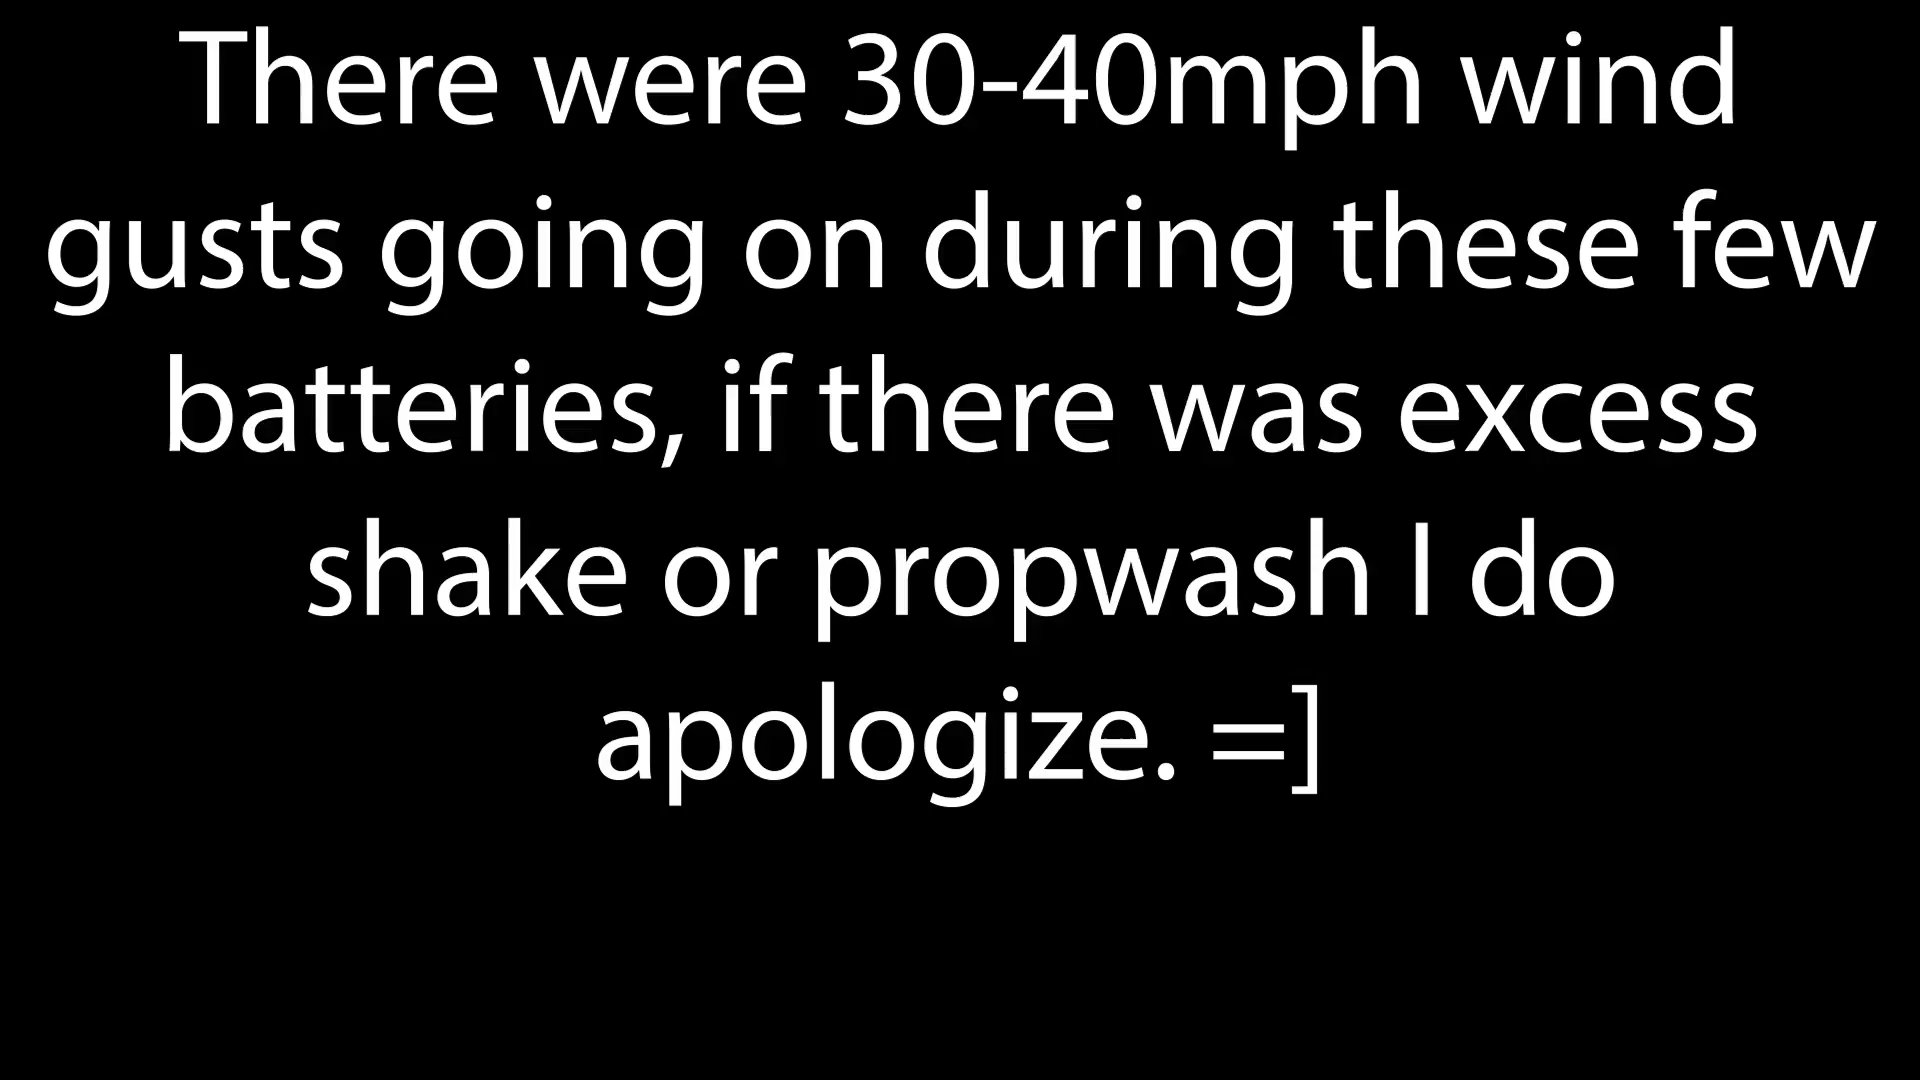 There were 30-40mph wind
gusts going on during these few
batteries, if there was excess
shake or propwash I do
apologize. =]